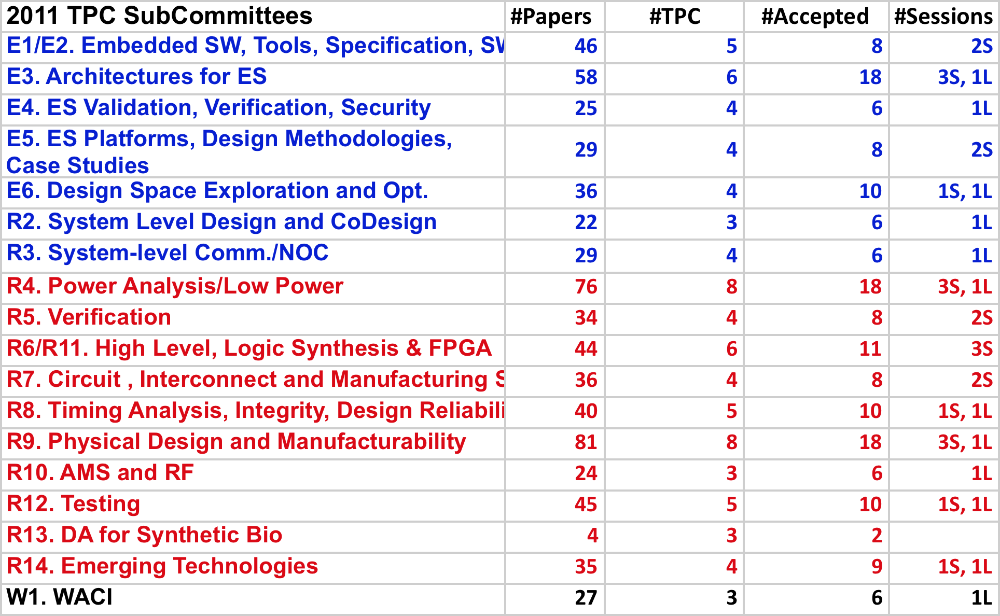 2011 TPC SubCommittees #Papers #TPC #Accepted #Sessions
E1/E2. Embedded SW, Tools, Specification, SW 46 5 8 2S
E3. Architectures for ES 58 6 18 3S, 1L
E4. ES Validation, Verification, Security 25 4 6 1L
E5. ES Platforms, Design Methodologies,
Case Studies 29 4 8 2S
E6. Design Space Exploration and Opt. 36 4 10 1S, 1L
R2. System Level Design and CoDesign 22 3 6 1L
R3. System-level Comm./NOC 29 4 6 1L
R4. Power Analysis/Low Power 76 8 18 3S, 1L
R5. Verification 34 4 8 2S
R6/R11. High Level, Logic Synthesis & FPGA 44 6 11 3S
R7. Circuit , Interconnect and Manufacturing S 36 4 8 2S
R8. Timing Analysis, Integrity, Design Reliabili 40 5 10 1S, 1L
R9. Physical Design and Manufacturability 81 8 18 3S, 1L
R10. AMS and RF 24 3 6 1L
R12. Testing 45 5 10 1S, 1L
R13. DA for Synthetic Bio 4 3 2
R14. Emerging Technologies 35 4 9 1S, 1L
W1. WACI 27 3 6 1L